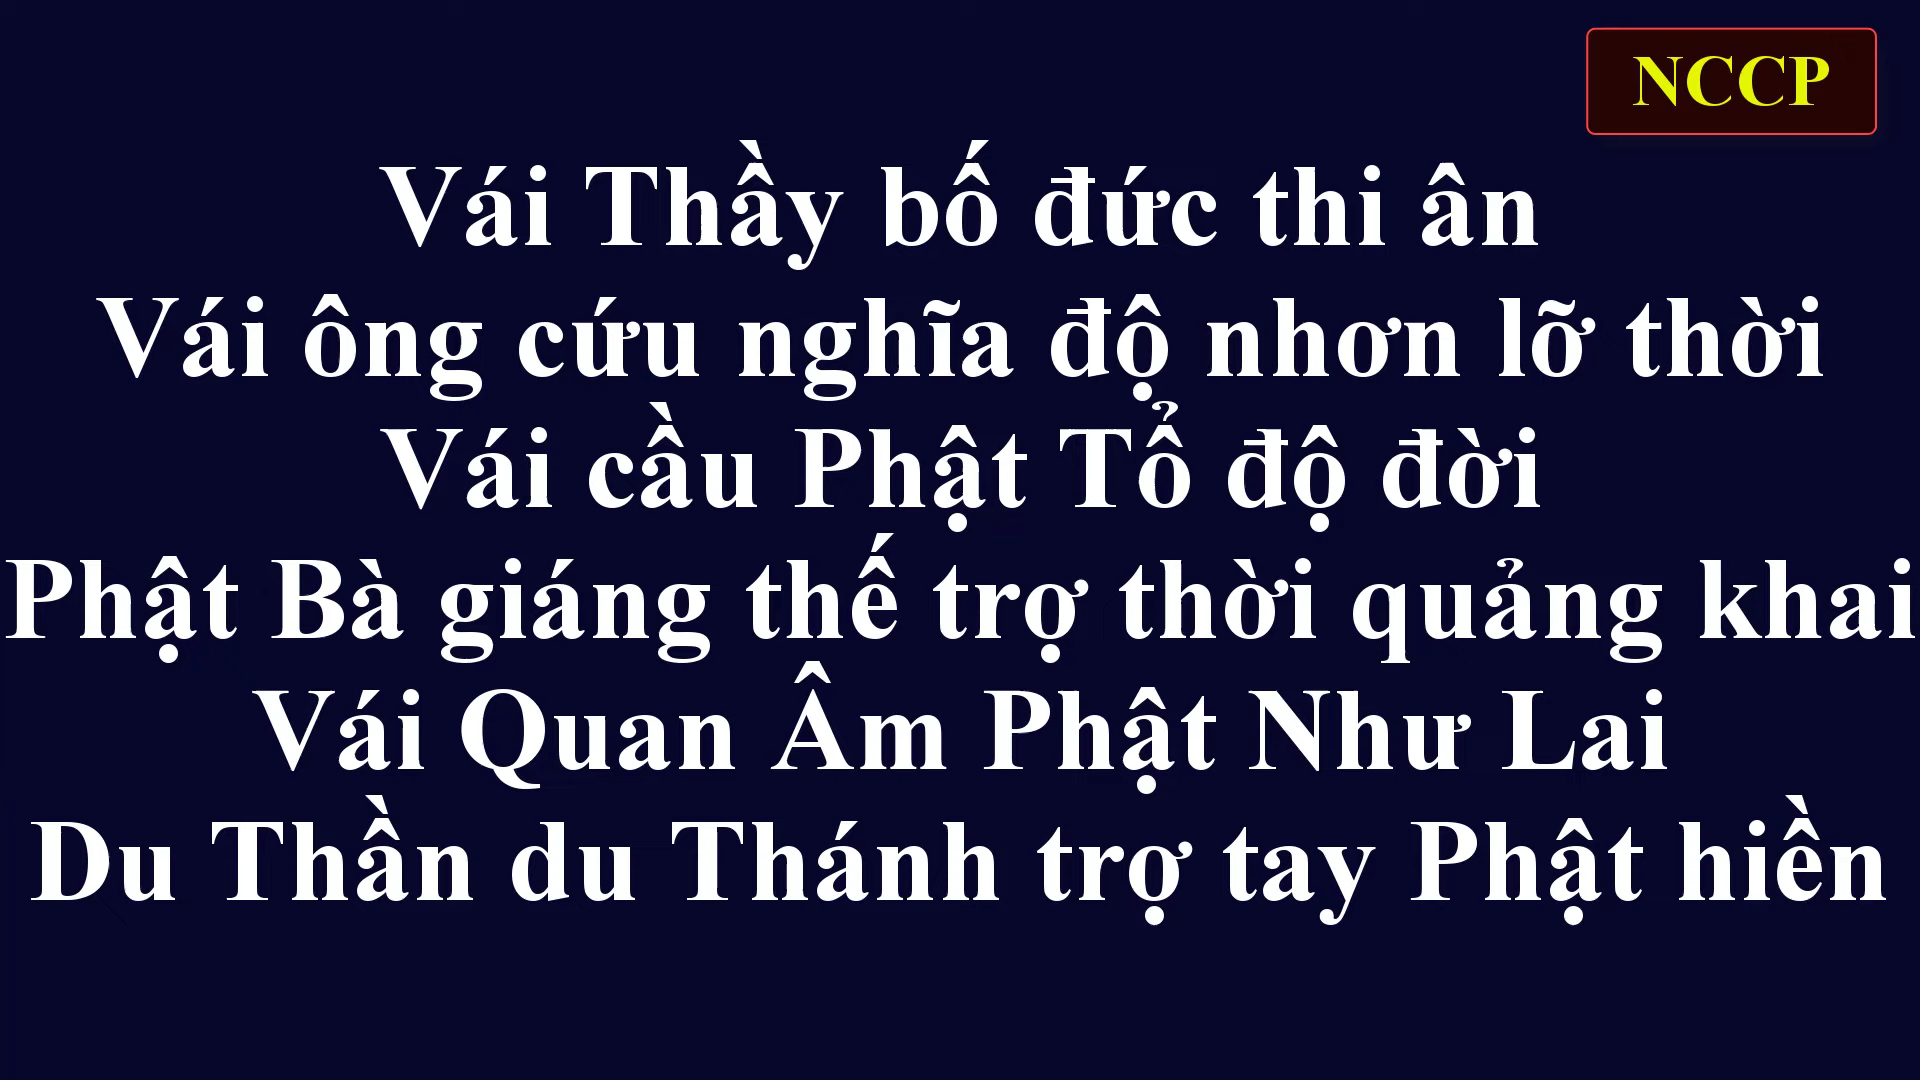 NCCP
Vái Thầy bố đức thi ân
Vái ông cứu nghĩa độ nhơn lỡ thời
Vái cầu Phật Tổ độ đời
Phật Bà giáng thế trợ thời quảng khai
Vái Quan Âm Phật Như Lai
Du Thần du Thánh trợ tay Phật hiền